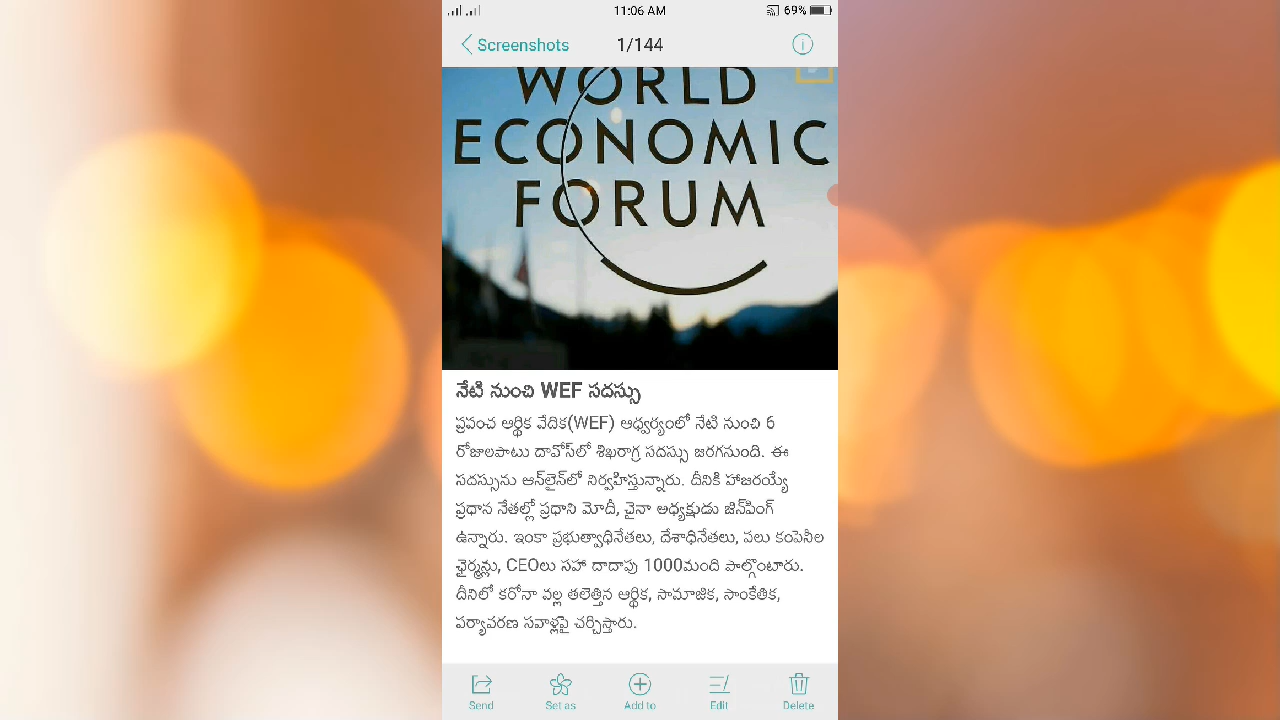 11:06 AM
69%
Screenshots
1/144
WORLD
ECONOMIC
FORUM
నేటి నుంచి WEF సదస్సు
ప్రపంచ ఆర్థిక వేదిక(WEF) ఆధ్వర్యంలో నేటి నుంచి 6
రోజులపాటు దావోస్‌లో శిఖరాగ్ర సదస్సు జరగనుంది. ఈ
సదస్సును ఆన్‌లైన్‌లో నిర్వహిస్తున్నారు. దీనికి హాజరయ్యే
ప్రధాన నేతల్లో ప్రధాని మోదీ, చైనా అధ్యక్షుడు జిన్‌పింగ్
ఉన్నారు. ఇంకా ప్రభుత్వాధినేతలు, దేశాధినేతలు, పలు కంపెనీల
ఛైర్మన్లు, CEOలు సహా దాదాపు 1000మంది పాల్గొంటారు.
దీనిలో కరోనా వల్ల తలెత్తిన ఆర్థిక, సామాజిక, సాంకేతిక,
పర్యావరణ సవాళ్లపై చర్చిస్తారు.
Send
Set as
Add to
Edit
Delete